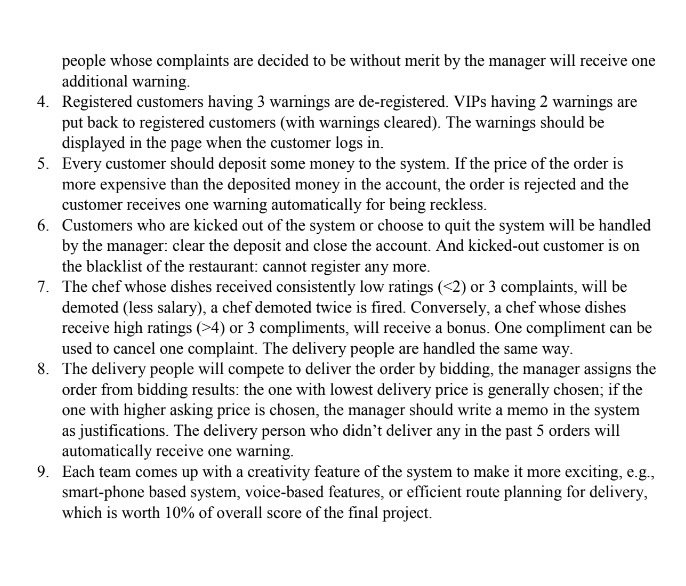 people whose complaints are decided to be without merit by the manager will receive one
additional warning.
4. Registered customers having 3 warnings are de-registered. VIPs having 2 warnings are
put back to registered customers (with warnings cleared). The warnings should be
displayed in the page when the customer logs in.
5. Every customer should deposit some money to the system. If the price of the order is
more expensive than the deposited money in the account, the order is rejected and the
customer receives one warning automatically for being reckless.
6. Customers who are kicked out of the system or choose to quit the system will be handled
by the manager: clear the deposit and close the account. And kicked-out customer is on
the blacklist of the restaurant: cannot register any more.
7. The chef whose dishes received consistently low ratings (<2) or 3 complaints, will be
demoted (less salary), a chef demoted twice is fired. Conversely, a chef whose dishes
receive high ratings (>4) or 3 compliments, will receive a bonus. One compliment can be
used to cancel one complaint. The delivery people are handled the same way.
8. The delivery people will compete to deliver the order by bidding, the manager assigns the
order from bidding results: the one with lowest delivery price is generally chosen; if the
one with higher asking price is chosen, the manager should write a memo in the system
as justifications. The delivery person who didn’t deliver any in the past 5 orders will
automatically receive one warning.
9. Each team comes up with a creativity feature of the system to make it more exciting, e.g.,
smart-phone based system, voice-based features, or efficient route planning for delivery,
which is worth 10% of overall score of the final project.